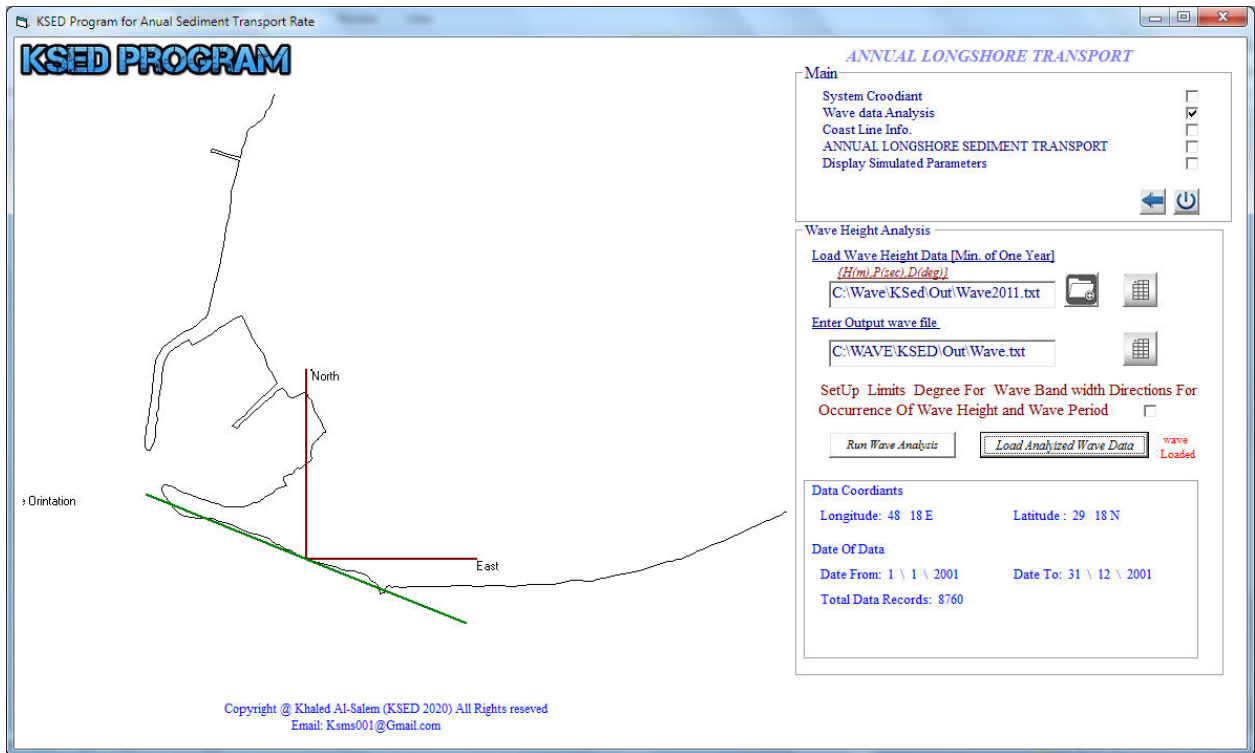 KSED Program for Anual Sediment Transport Rate
KSED PROGRAM
ANNUAL LONGSHORE TRANSPORT
Main
System Croodiant
Wave data Analysis
Coast Line Info.
ANNUAL LONGSHORE SEDIMENT TRANSPORT
Display Simulated Parameters
Wave Height Analysis
Load Wave Height Data [Min. of One Year]
{H(m),P(sec),D(deg)}
C:\Wave\KSed\Out\Wave2011.txt
Enter Output wave file
C:\WAVE\KSED\Out\Wave.txt
SetUp Limits Degree For Wave Band width Directions For
Occurrence Of Wave Height and Wave Period
Run Wave Analysis
Load Analyized Wave Data
wave
Loaded
Data Coordiants
Longitude: 48 18 E
Latitude : 29 18 N
Date Of Data
Date From: 1 \ 1 \ 2001
Date To: 31 \ 12 \ 2001
Total Data Records: 8760
North
East
e Orintation
Copyright @ Khaled Al-Salem (KSED 2020) All Rights reseved
Email: Ksms001@Gmail.com